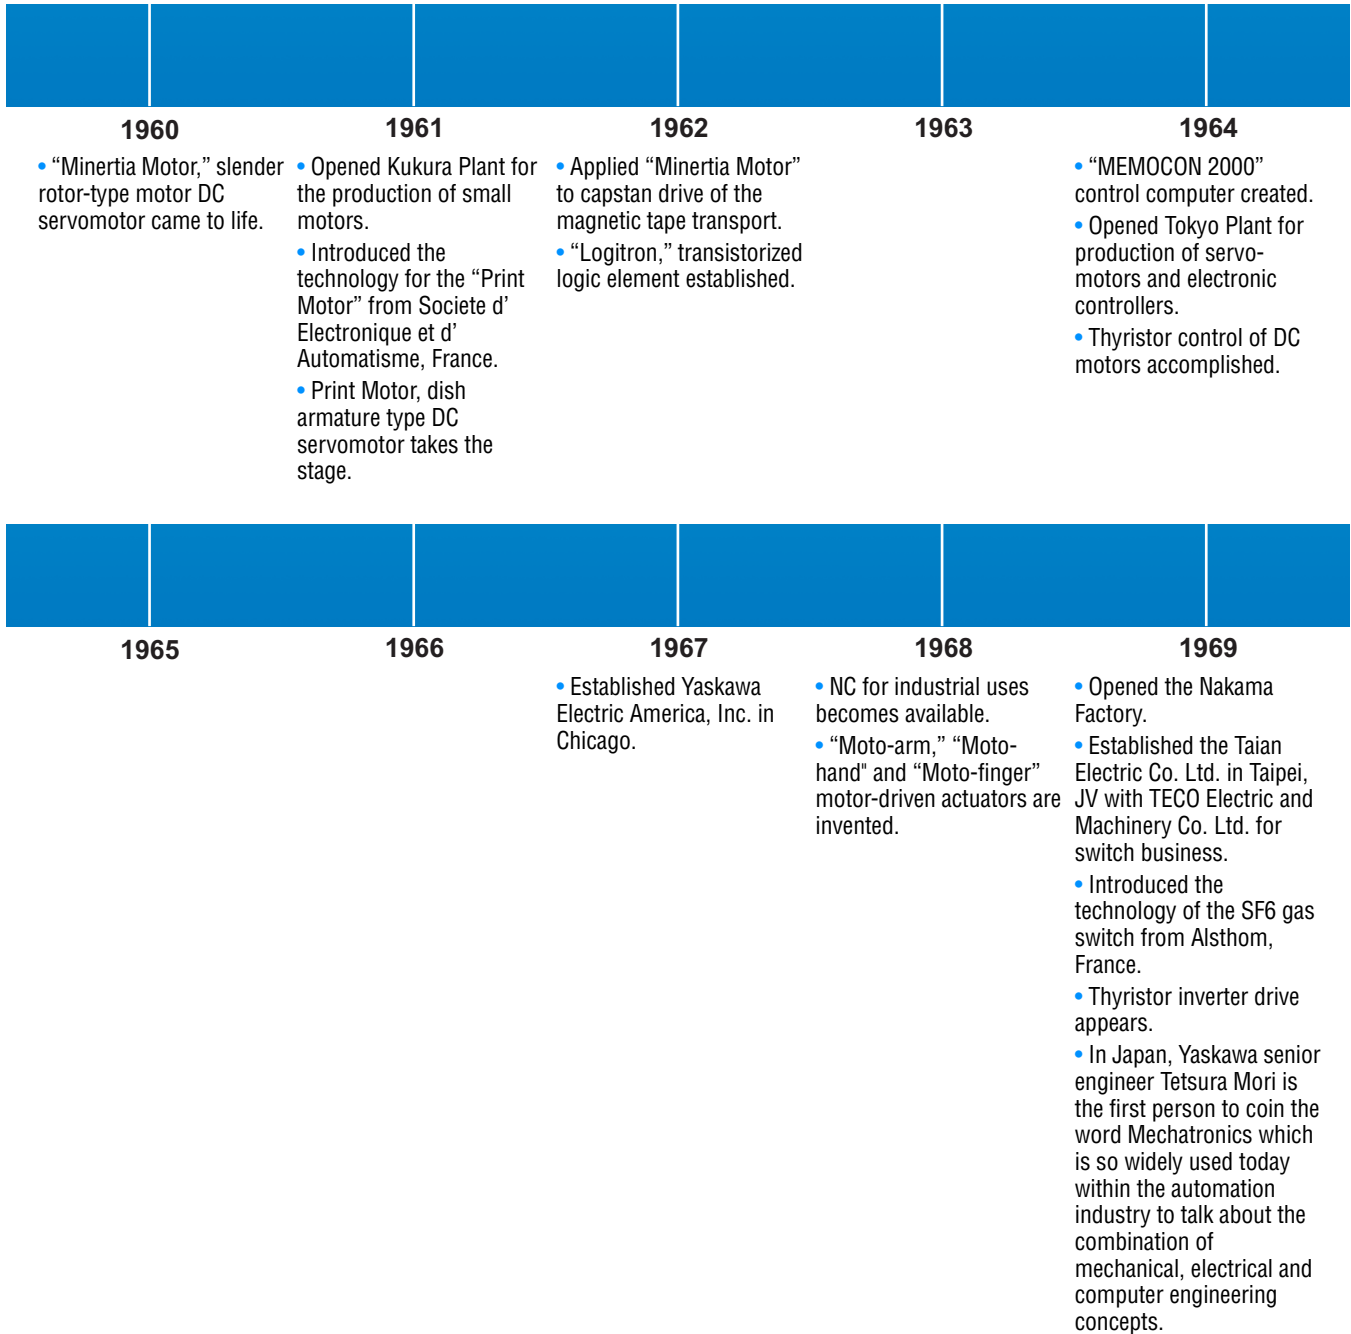 1960
• “Minertia Motor,” slender
rotor-type motor DC
servomotor came to life.
1961
• Opened Kukura Plant for
the production of small
motors.
• Introduced the
technology for the “Print
Motor” from Societe d’
Electronique et d’
Automatisme, France.
• Print Motor, dish
armature type DC
servomotor takes the
stage.
1962
• Applied “Minertia Motor”
to capstan drive of the
magnetic tape transport.
• “Logitron,” transistorized
logic element established.
1963
1964
• “MEMOCON 2000”
control computer created.
• Opened Tokyo Plant for
production of servo-
motors and electronic
controllers.
• Thyristor control of DC
motors accomplished.
1965
1966
1967
• Established Yaskawa
Electric America, Inc. in
Chicago.
1968
• NC for industrial uses
becomes available.
• “Moto-arm,” “Moto-
hand" and “Moto-finger”
motor-driven actuators are
invented.
1969
• Opened the Nakama
Factory.
• Established the Taian
Electric Co. Ltd. in Taipei,
JV with TECO Electric and
Machinery Co. Ltd. for
switch business.
• Introduced the
technology of the SF6 gas
switch from Alsthom,
France.
• Thyristor inverter drive
appears.
• In Japan, Yaskawa senior
engineer Tetsura Mori is
the first person to coin the
word Mechatronics which
is so widely used today
within the automation
industry to talk about the
combination of
mechanical, electrical and
computer engineering
concepts.